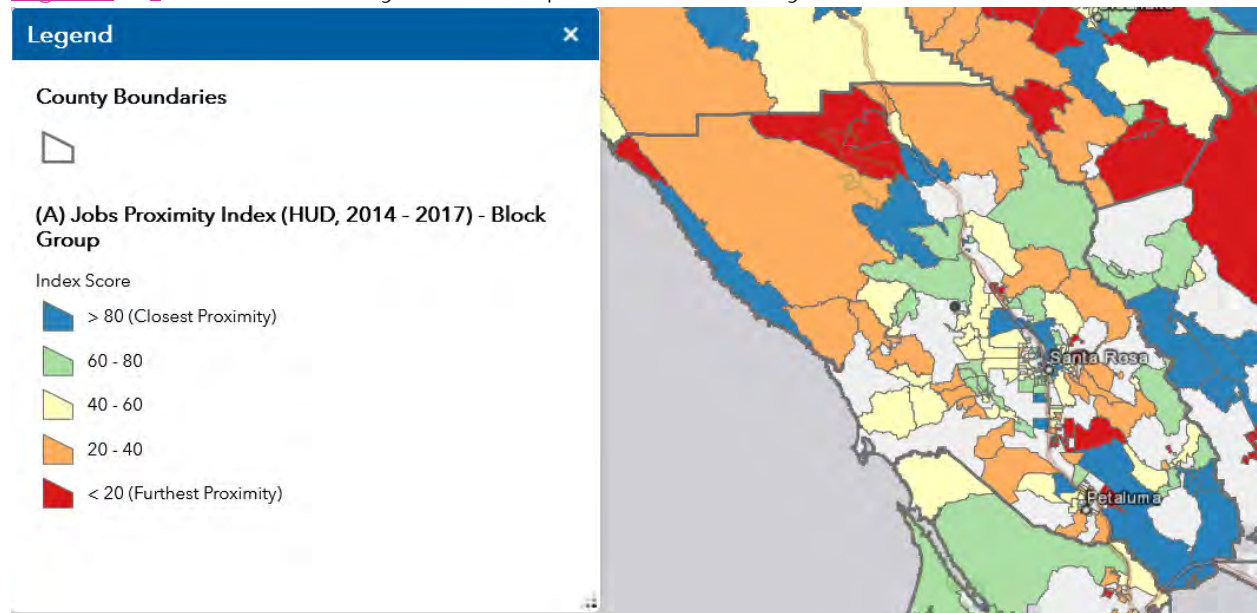 Legend
×
County Boundaries
(A) Jobs Proximity Index (HUD, 2014 - 2017) - Block
Group
Index Score
> 80 (Closest Proximity)
60 - 80
40 - 60
20 - 40
< 20 (Furthest Proximity)
Santa Rosa
Petaluma